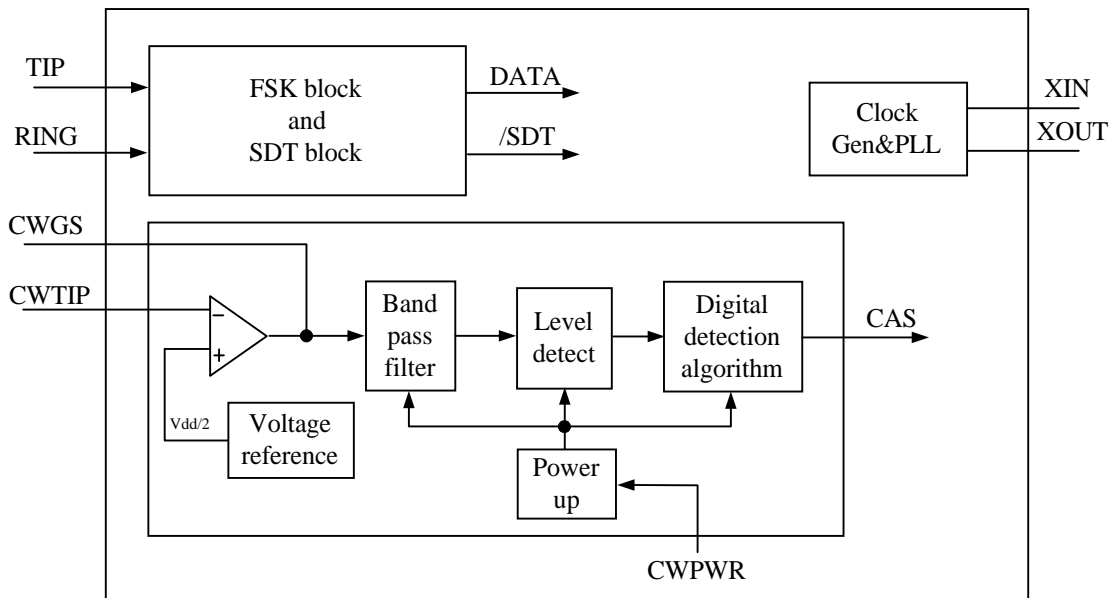 TIP
RING
FSK block
and
SDT block
DATA
/SDT
Clock
Gen&PLL
XIN
XOUT
CWGS
CWTIP
−
+
Vdd/2
Voltage
reference
Band
pass
filter
Level
detect
Digital
detection
algorithm
CAS
Power
up
CWPWR